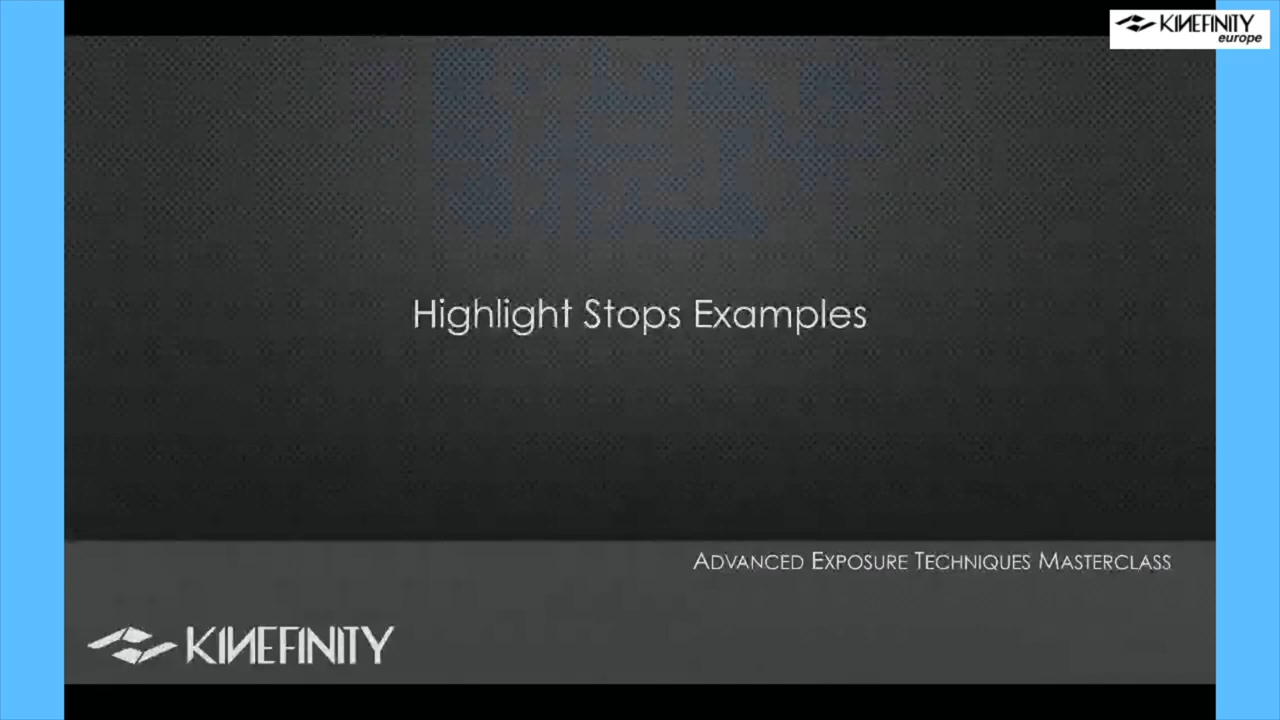 KINEFINITY
europe
Highlight Stops Examples
ADVANCED EXPOSURE TECHNIQUES MASTERCLASS
KINEFINITY